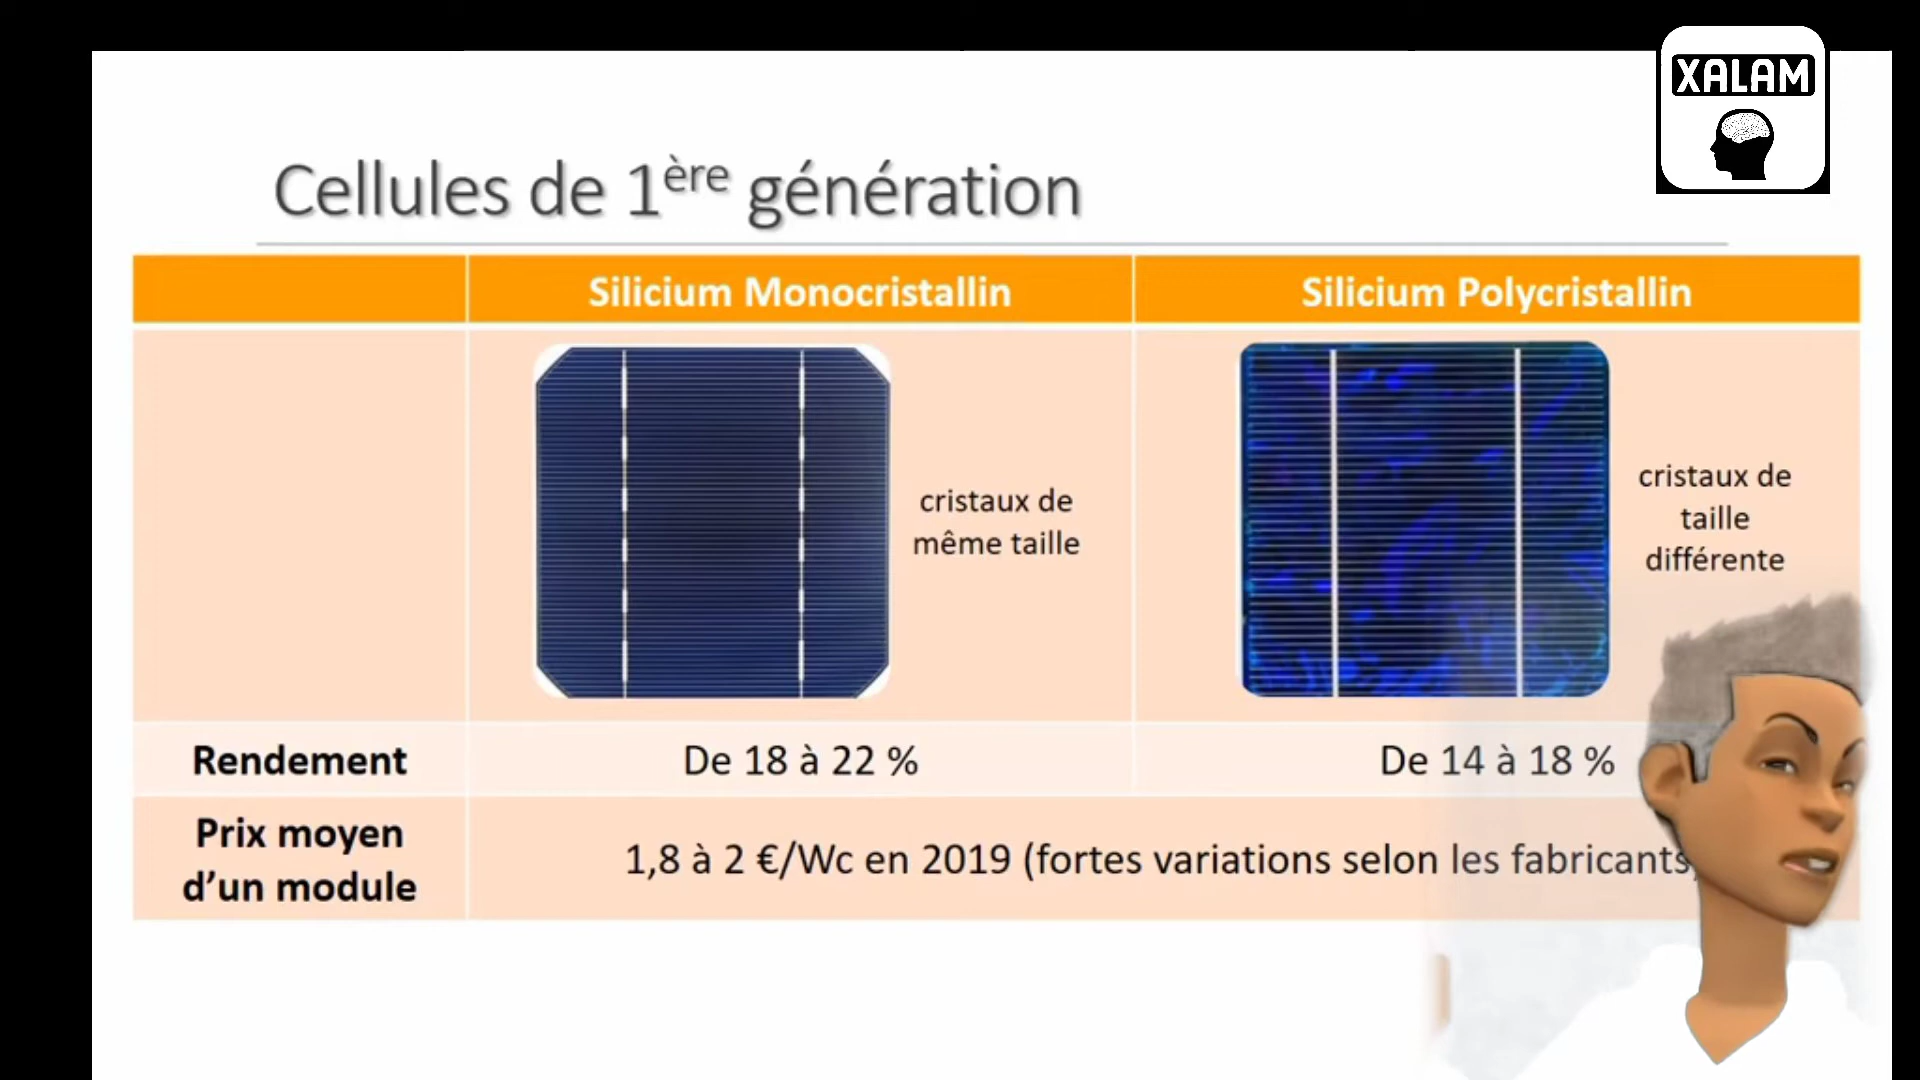 XALAM
Cellules de 1ère génération
Silicium Monocristallin
Silicium Polycristallin
cristaux de
même taille
cristaux de
taille
différente
Rendement
De 18 à 22 %
De 14 à 18 %
Prix moyen
d’un module
1,8 à 2 €/Wc en 2019 (fortes variations selon les fabricants)